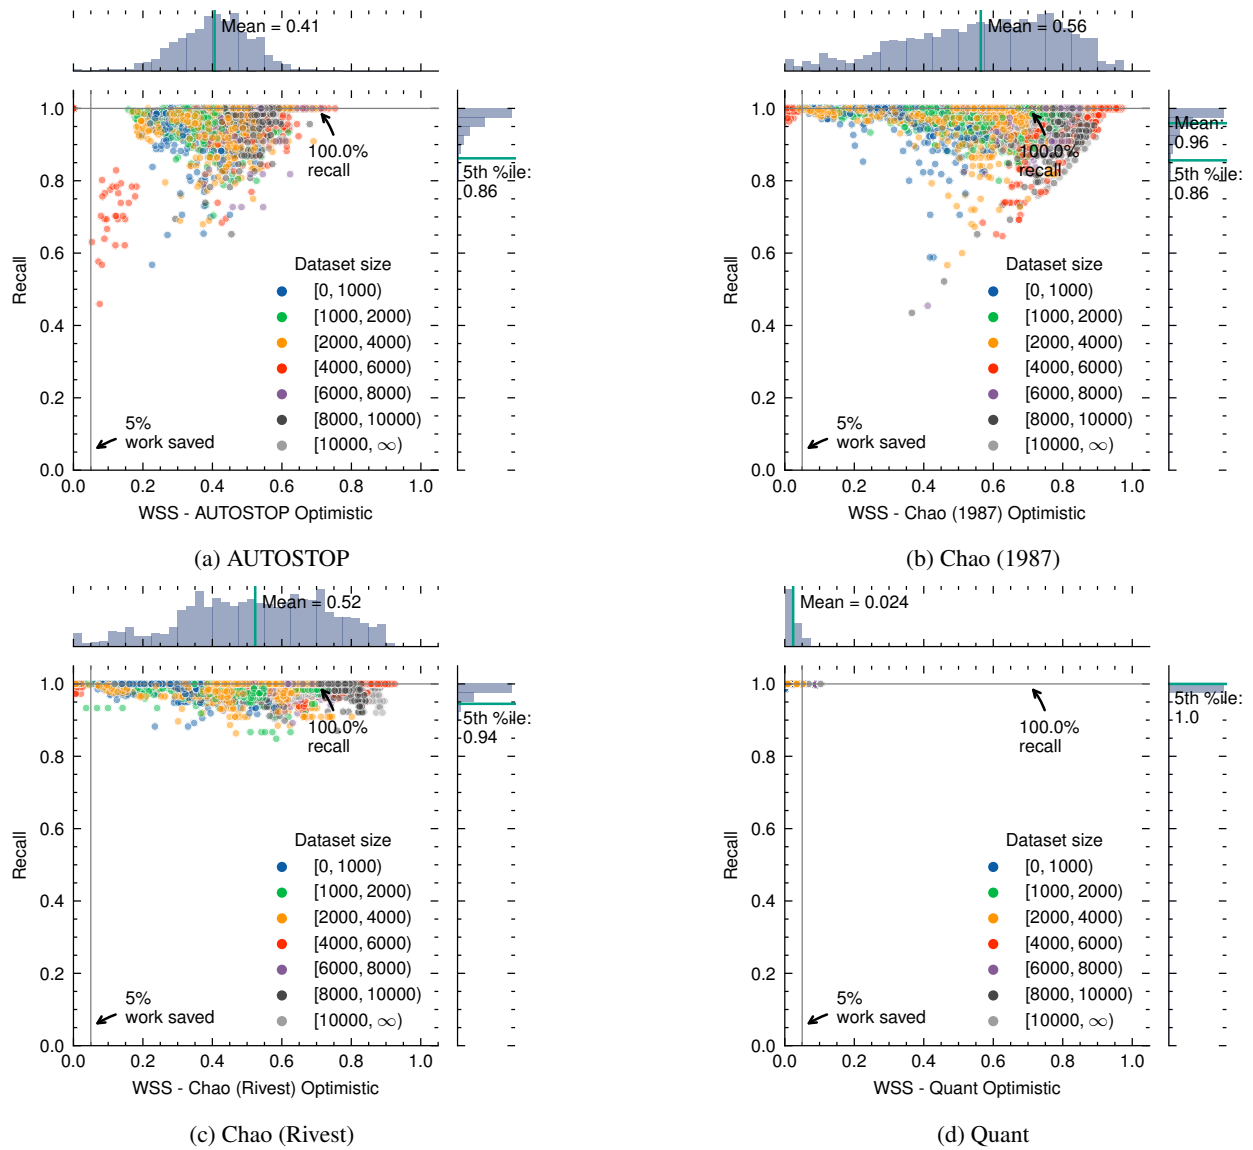 Mean = 0.41
1.0
0.8
0.6
0.4
0.2
0.0
Recall
100.0%
recall
5th %ile:
0.86
Dataset size
[0, 1000)
[1000, 2000)
[2000, 4000)
[4000, 6000)
[6000, 8000)
[8000, 10000)
[10000, ∞)
5%
work saved
0.0 0.2 0.4 0.6 0.8 1.0
WSS - AUTOSTOP Optimistic
(a) AUTOSTOP
Mean = 0.56
1.0
0.8
0.6
0.4
0.2
0.0
Recall
100.0%
recall
Mean:
0.96
5th %ile:
0.86
Dataset size
[0, 1000)
[1000, 2000)
[2000, 4000)
[4000, 6000)
[6000, 8000)
[8000, 10000)
[10000, ∞)
5%
work saved
0.0 0.2 0.4 0.6 0.8 1.0
WSS - Chao (1987) Optimistic
(b) Chao (1987)
Mean = 0.52
1.0
0.8
0.6
0.4
0.2
0.0
Recall
100.0%
recall
5th %ile:
0.94
Dataset size
[0, 1000)
[1000, 2000)
[2000, 4000)
[4000, 6000)
[6000, 8000)
[8000, 10000)
[10000, ∞)
5%
work saved
0.0 0.2 0.4 0.6 0.8 1.0
WSS - Chao (Rivest) Optimistic
(c) Chao (Rivest)
Mean = 0.024
1.0
0.8
0.6
0.4
0.2
0.0
Recall
100.0%
recall
5th %ile:
1.0
Dataset size
[0, 1000)
[1000, 2000)
[2000, 4000)
[4000, 6000)
[6000, 8000)
[8000, 10000)
[10000, ∞)
5%
work saved
0.0 0.2 0.4 0.6 0.8 1.0
WSS - Quant Optimistic
(d) Quant